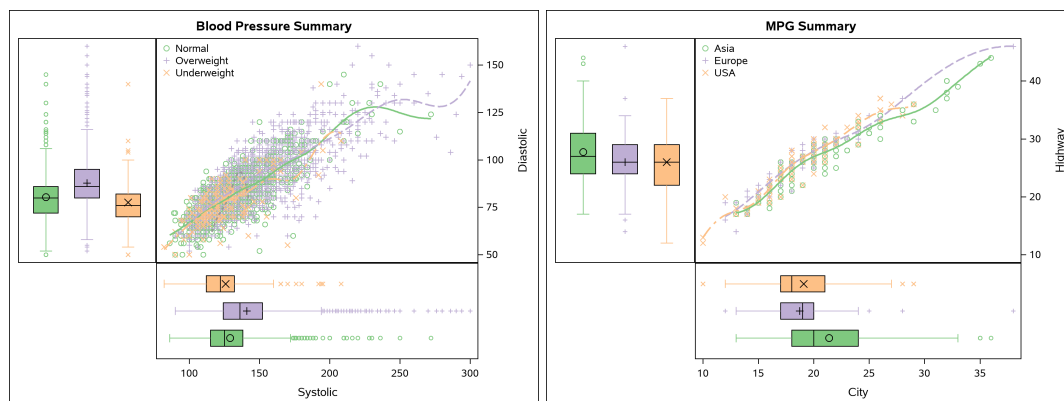 Blood Pressure Summary
Normal
Overweight
Underweight
150
125
100
75
50
Diastolic
100
150
200
250
300
Systolic
MPG Summary
Asia
Europe
USA
40
30
20
10
Highway
10
15
20
25
30
35
City